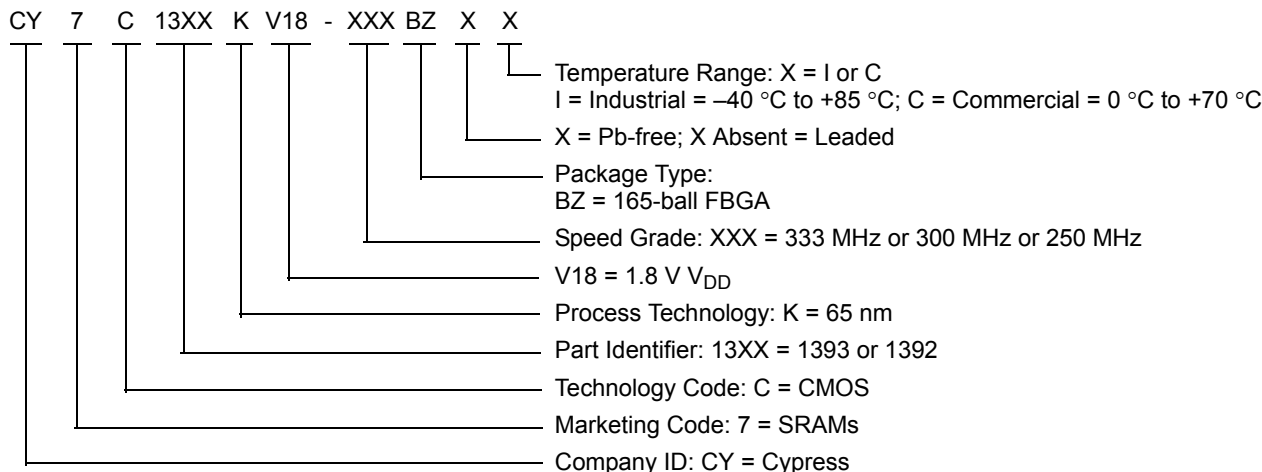 CY 7 C 13XX K V18 - XXX BZ X X
Temperature Range: X = I or C
I = Industrial = –40 °C to +85 °C; C = Commercial = 0 °C to +70 °C
X = Pb-free; X Absent = Leaded
Package Type:
BZ = 165-ball FBGA
Speed Grade: XXX = 333 MHz or 300 MHz or 250 MHz
V18 = 1.8 V VDD
Process Technology: K = 65 nm
Part Identifier: 13XX = 1393 or 1392
Technology Code: C = CMOS
Marketing Code: 7 = SRAMs
Company ID: CY = Cypress